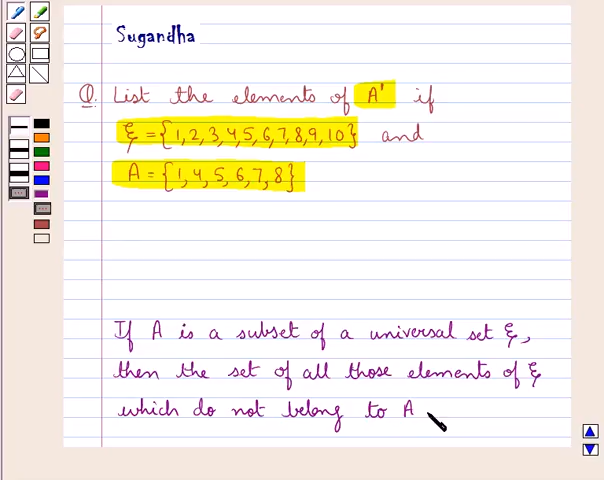 Sugandha
Q. List the elements of A' if
ξ = {1,2,3,4,5,6,7,8,9,10} and
A = {1,4,5,6,7,8}
If A is a subset of a universal set ξ,
then the set of all those elements of ξ
which do not belong to A